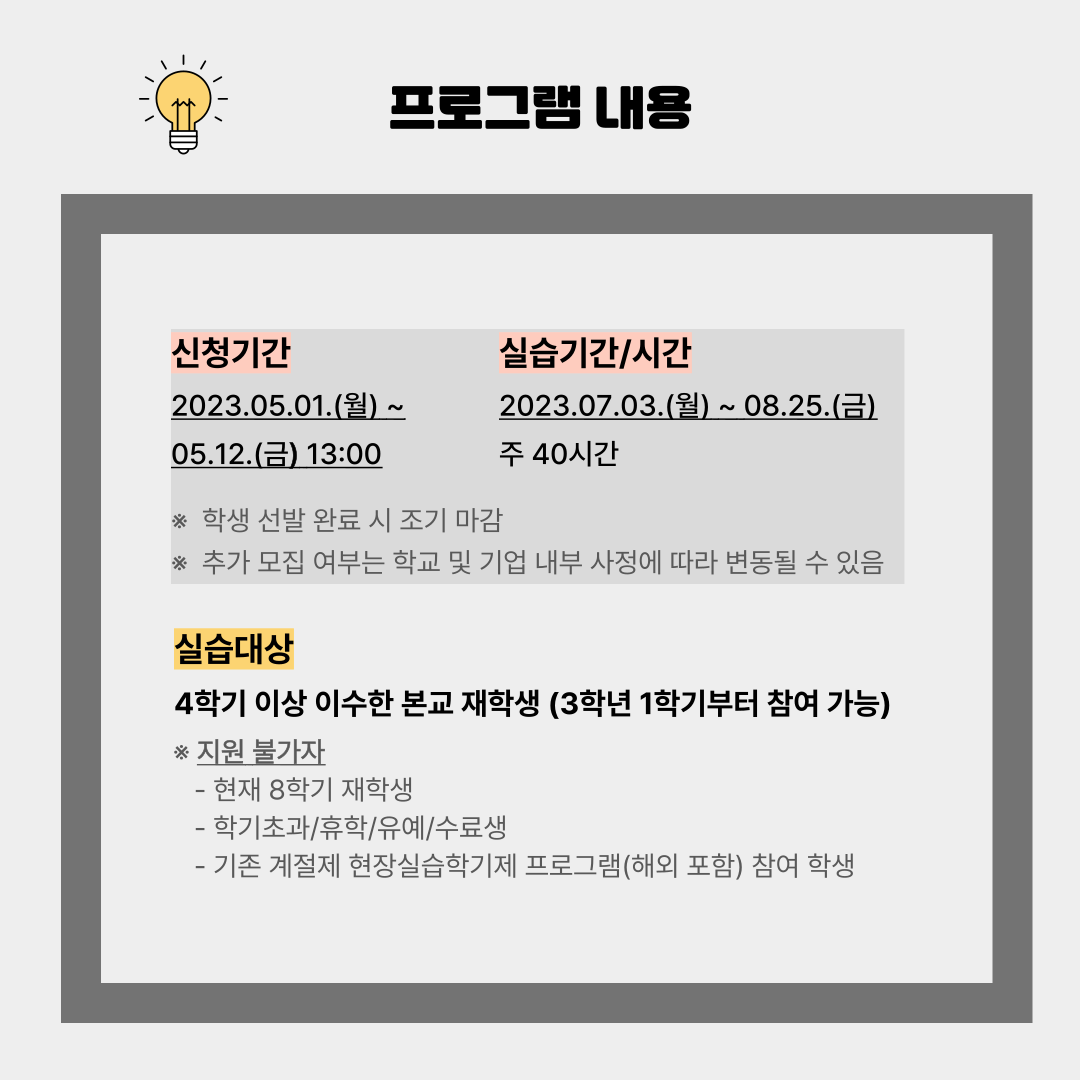 프로그램 내용
신청기간
2023.05.01.(월) ~
05.12.(금) 13:00
실습기간/시간
2023.07.03.(월) ~ 08.25.(금)
주 40시간
※ 학생 선발 완료 시 조기 마감
※ 추가 모집 여부는 학교 및 기업 내부 사정에 따라 변동될 수 있음
실습대상
4학기 이상 이수한 본교 재학생 (3학년 1학기부터 참여 가능)
※ 지원 불가자
- 현재 8학기 재학생
- 학기초과/휴학/유예/수료생
- 기존 계절제 현장실습학기제 프로그램(해외 포함) 참여 학생